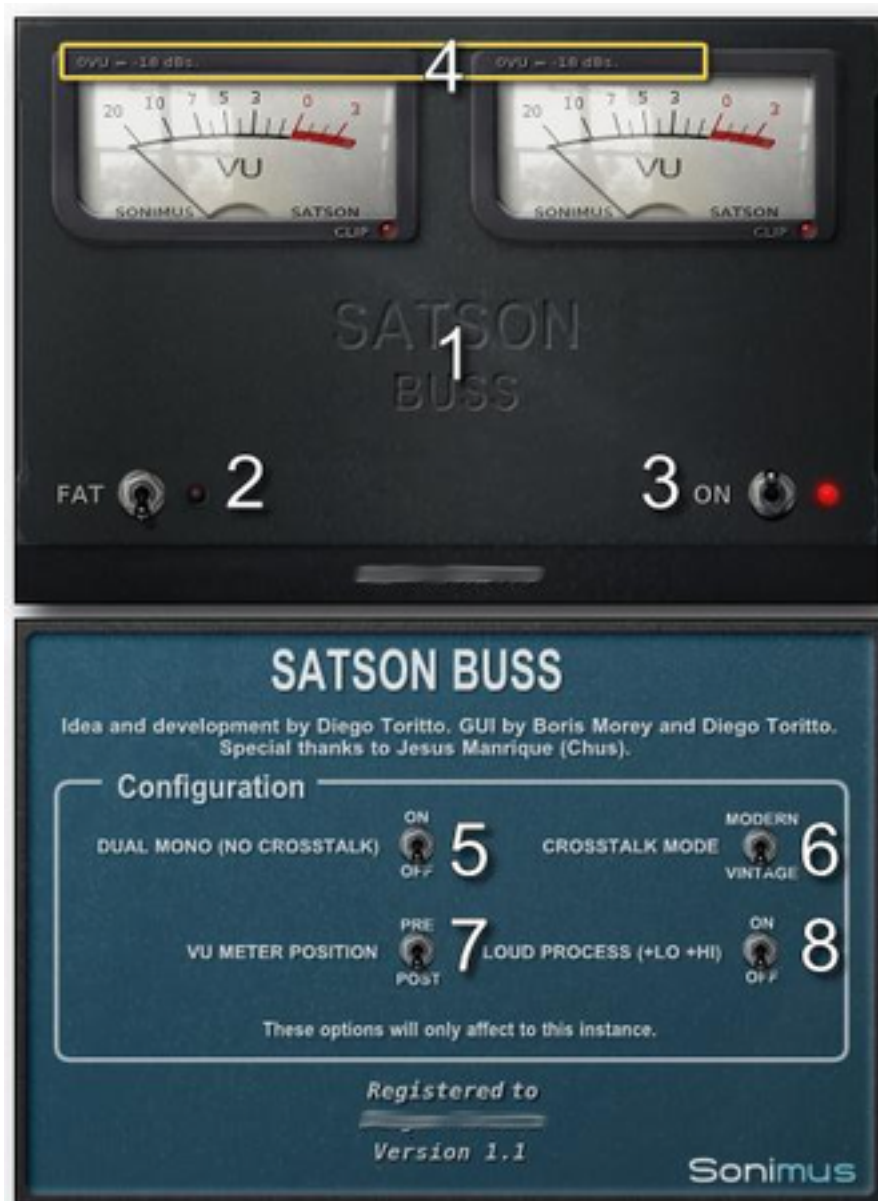 0VU = -18 dBs.
4
0VU = -18 dBs.
20 10 7 5 3 0 3
VU
SONIMUS SATSON
CLIP
20 10 7 5 3 0 3
VU
SONIMUS SATSON
CLIP
SATSON
1
BUSS
FAT 2
3 ON
SATSON BUSS
Idea and development by Diego Toritto. GUI by Boris Morey and Diego Toritto.
Special thanks to Jesus Manrique (Chus).
Configuration
DUAL MONO (NO CROSSTALK) ON OFF 5
CROSSTALK MODE MODERN VINTAGE 6
VU METER POSITION PRE POST 7
LOUD PROCESS (+LO +HI) ON OFF 8
These options will only affect to this instance.
Registered to
Version 1.1
Sonimus